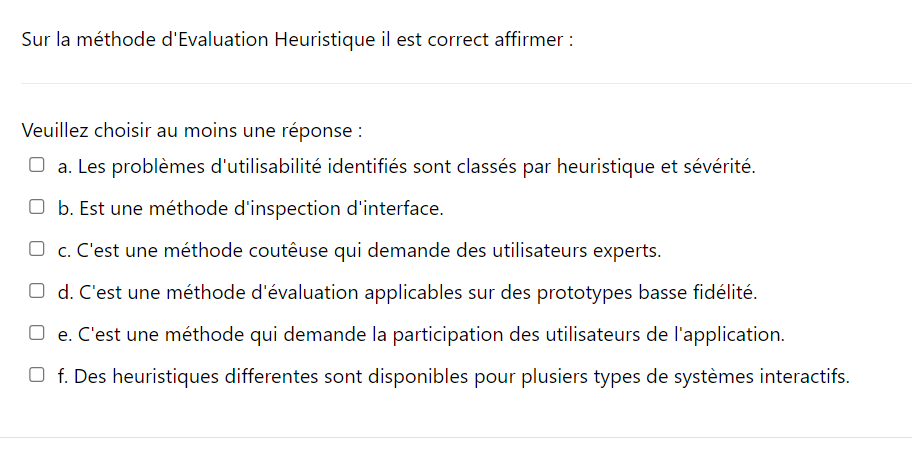 Sur la méthode d'Evaluation Heuristique il est correct affirmer :
Veuillez choisir au moins une réponse :
a. Les problèmes d'utilisabilité identifiés sont classés par heuristique et sévérité.
b. Est une méthode d'inspection d'interface.
c. C'est une méthode coutêuse qui demande des utilisateurs experts.
d. C'est une méthode d'évaluation applicables sur des prototypes basse fidélité.
e. C'est une méthode qui demande la participation des utilisateurs de l'application.
f. Des heuristiques differentes sont disponibles pour plusiers types de systèmes interactifs.